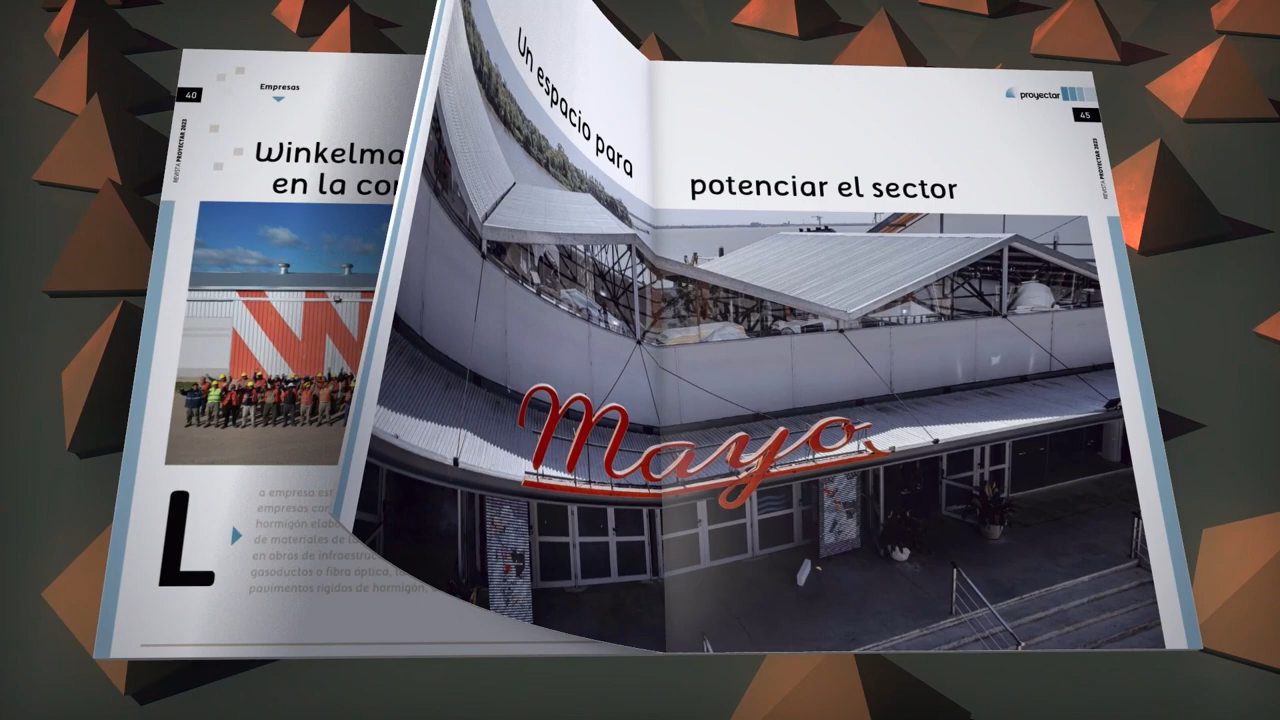 40
Empresas
REVISTA PROYECTAR 2023
Winkelma
en la co
L
a empresa est
empresas con
hormigón elabo
de materiales de
en obras de infraestruc
gasoductos a fibra óptica,
pavimentos rígidos de hormigón,
Un espacio para
potenciar el sector
proyectar
45
REVISTA PROYECTAR 2023
Mayo